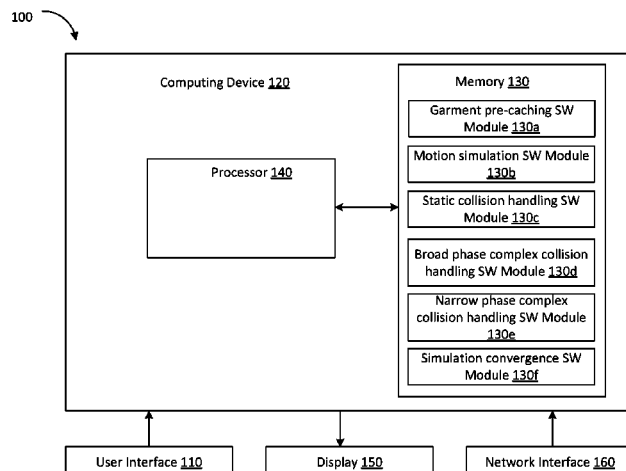 100
Computing Device 120
Memory 130
Garment pre-caching SW
Module 130a
Motion simulation SW Module
130b
Static collision handling SW
Module 130c
Broad phase complex collision
handling SW Module 130d
Narrow phase complex
collision handling SW Module
130e
Simulation convergence SW
Module 130f
Processor 140
User Interface 110
Display 150
Network Interface 160